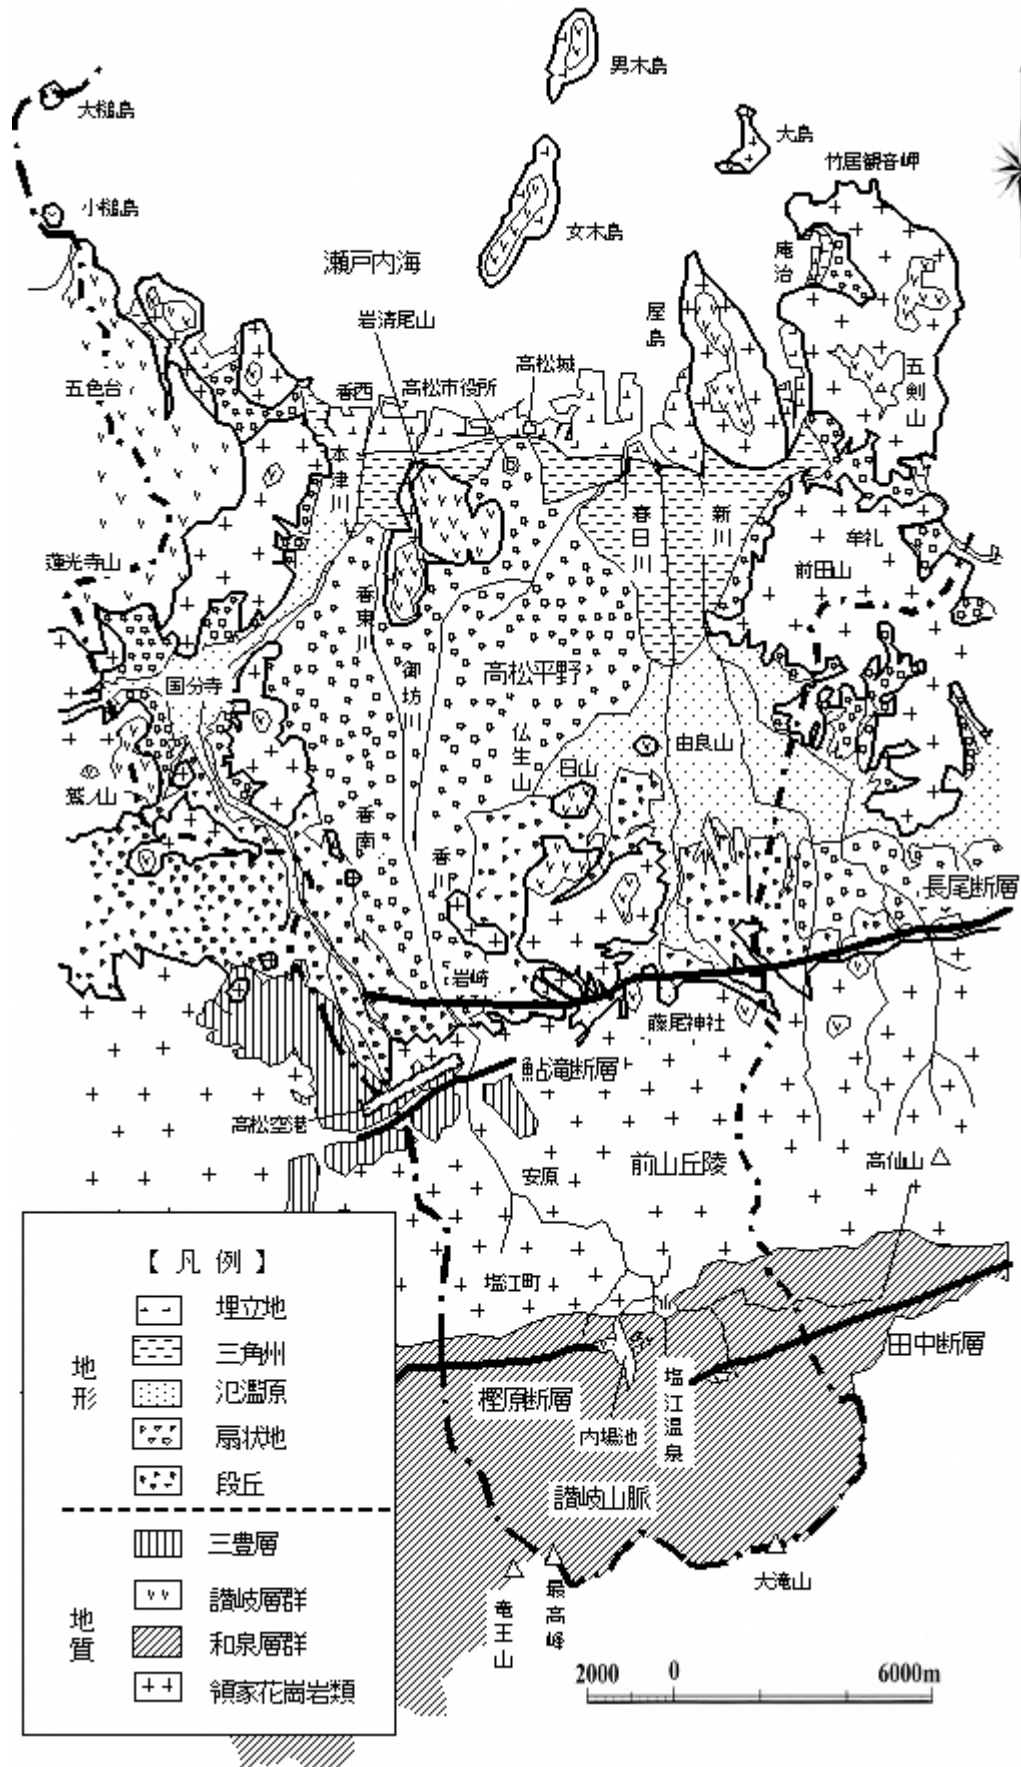 男木島
大槌島
大島
竹居観音岬
小槌島
女木島
庵治
瀬戸内海
屋島
岩清尾山
高松城
五色台
香西
高松市役所
五剣山
本津川
春日川
新川
牟礼
蓮光寺山
前田山
香東川
御坊川
高松平野
国分寺
仏生山
由良山
日山
鷲ノ山
香南
香川
長尾断層
岩崎
藤尾神社
鮎滝断層
高松空港
安原
前山丘陵
高仙山
塩江町
田中断層
樫原断層
塩江温泉
内場池
讃岐山脈
大滝山
最高峰
竜王山
【 凡 例 】
地形
埋立地
三角州
氾濫原
扇状地
段丘
地質
三豊層
讃岐層群
和泉層群
領家花崗岩類
2000 0 6000m